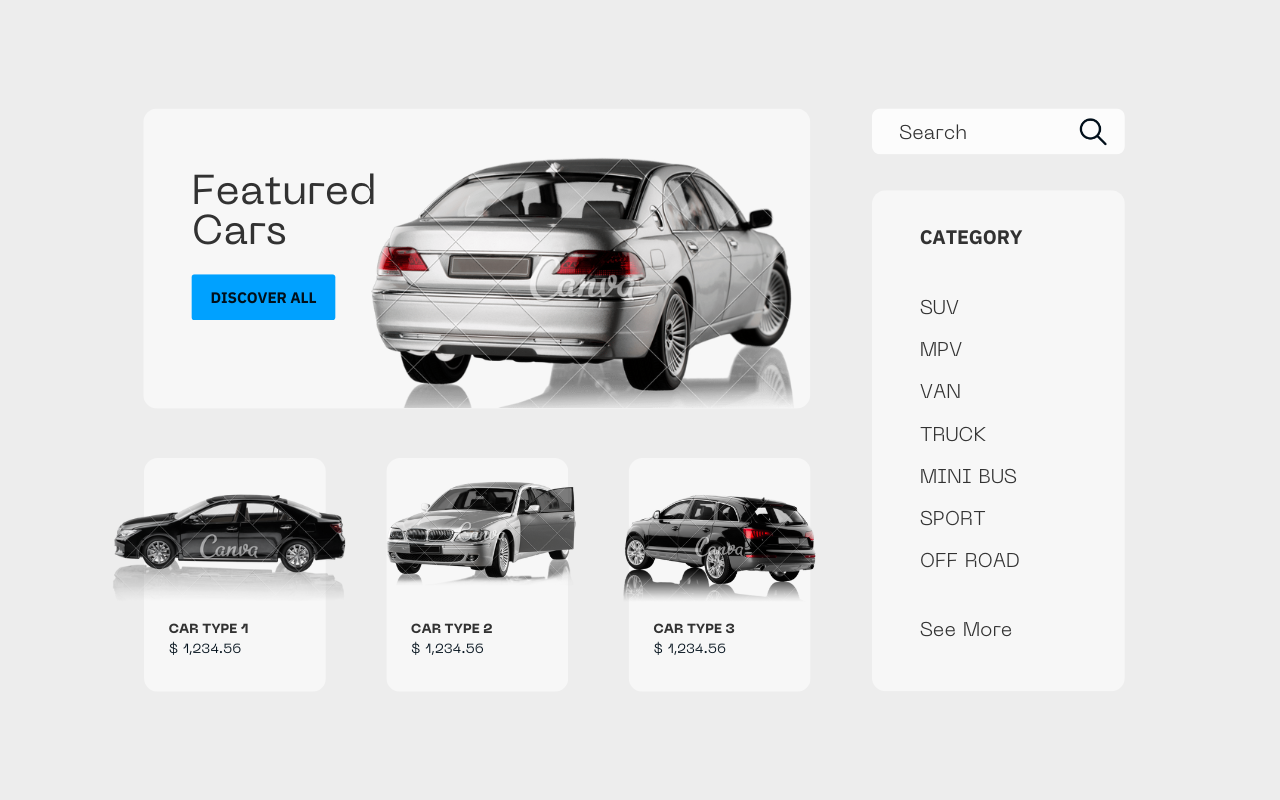 Featured
Cars
DISCOVER ALL
Canva
Search
CATEGORY
SUV
MPV
VAN
TRUCK
MINI BUS
SPORT
OFF ROAD
See More
Canva
CAR TYPE 1
$ 1,234.56
Canva
CAR TYPE 2
$ 1,234.56
Canva
CAR TYPE 3
$ 1,234.56